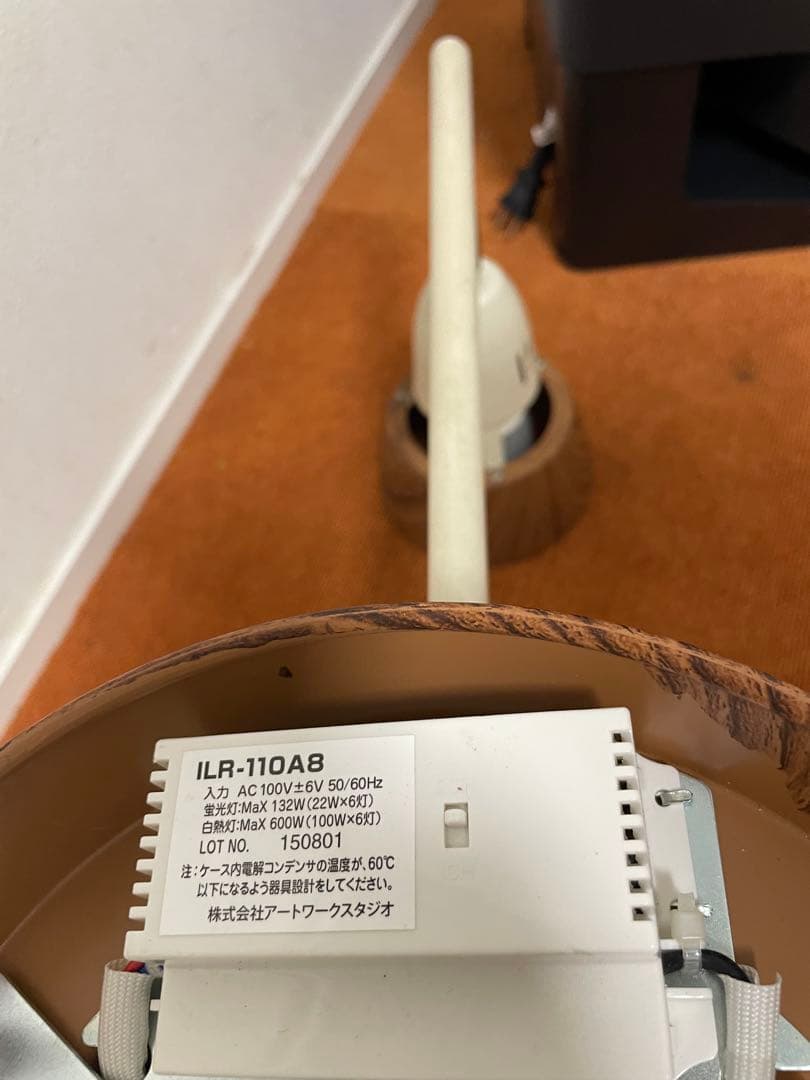 ILR-110A8
入力 AC100V±6V 50/60Hz
蛍光灯:MaX 132W(22W×6灯)
白熱灯:MaX 600W(100W×6灯)
LOT NO. 150801
注:ケース内電解コンデンサの温度が、60℃
以下になるよう器具設計をしてください。
株式会社アートワークスタジオ